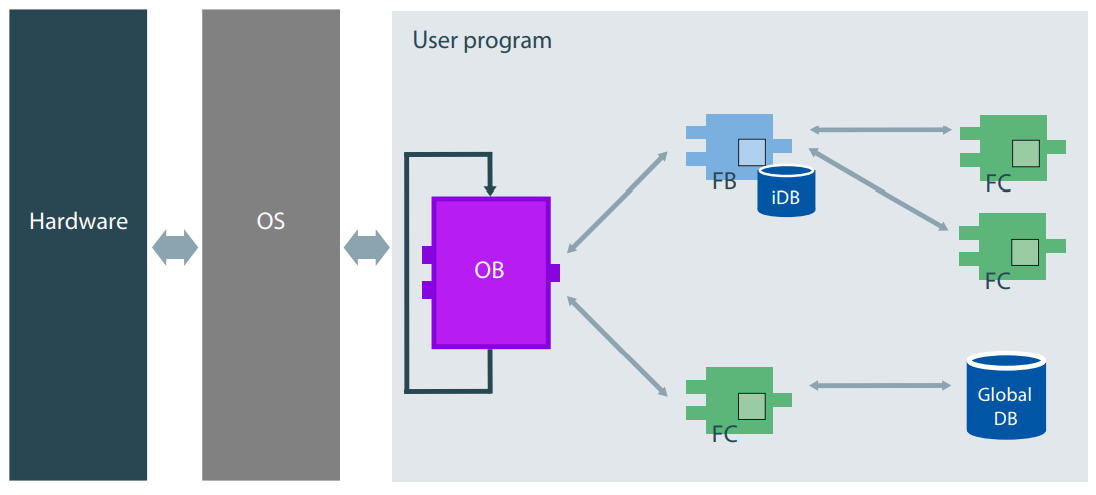 Hardware
OS
User program
OB
FB
iDB
FC
FC
FC
Global
DB